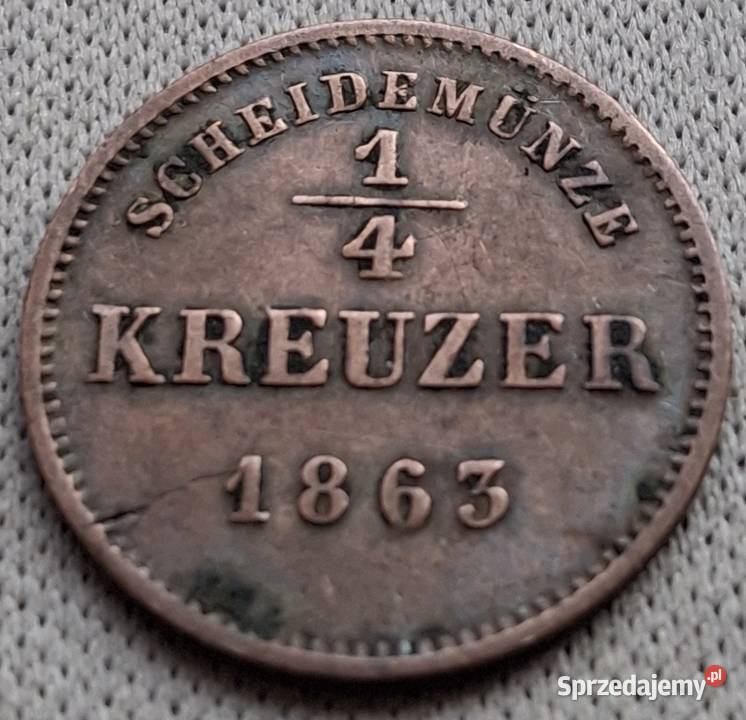 SCHEIDEMÜNZE
1
4
KREUZER
1863
Sprzedajemy.pl